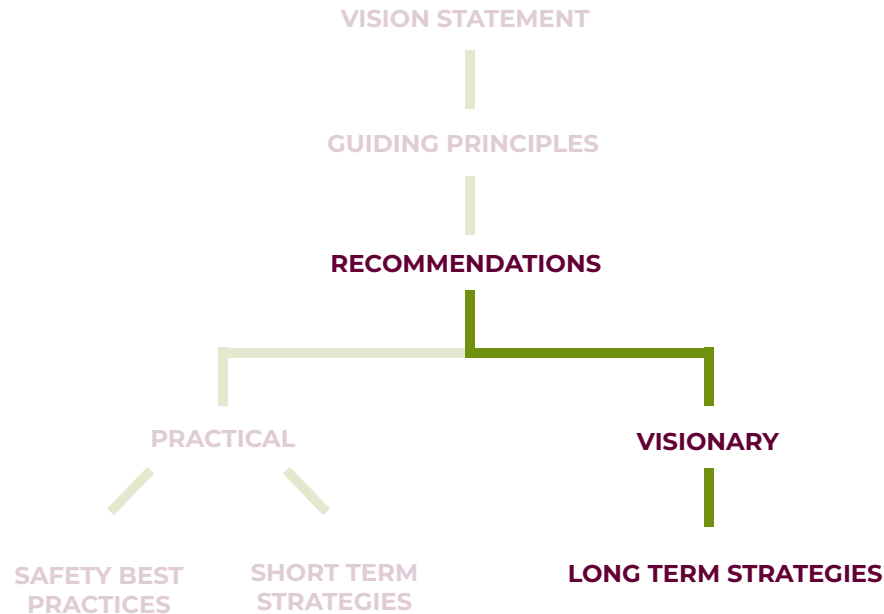 VISION STATEMENT
GUIDING PRINCIPLES
RECOMMENDATIONS
PRACTICAL
VISIONARY
SAFETY BEST
PRACTICES
SHORT TERM
STRATEGIES
LONG TERM STRATEGIES